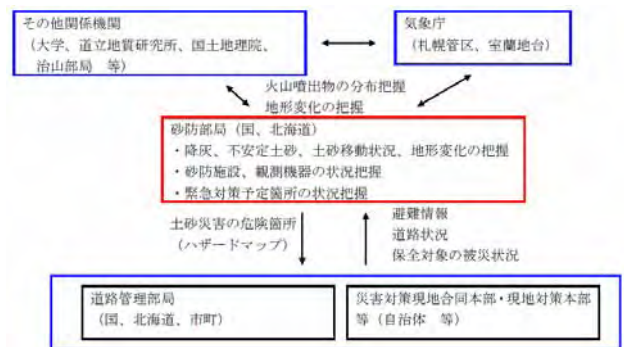 その他関係機関
（大学、道立地質研究所、国土地理院、
治山部局　等）
気象庁
（札幌管区、室蘭地台）
火山噴出物の分布把握
地形変化の把握
砂防部局（国、北海道）
・降灰、不安定土砂、土砂移動状況、地形変化の把握
・砂防施設、観測機器の状況把握
・緊急対策予定箇所の状況把握
土砂災害の危険箇所
（ハザードマップ）
避難情報
道路状況
保全対象の被災状況
道路管理部局
（国、北海道、市町）
災害対策現地合同本部・現地対策本部
等（自治体　等）